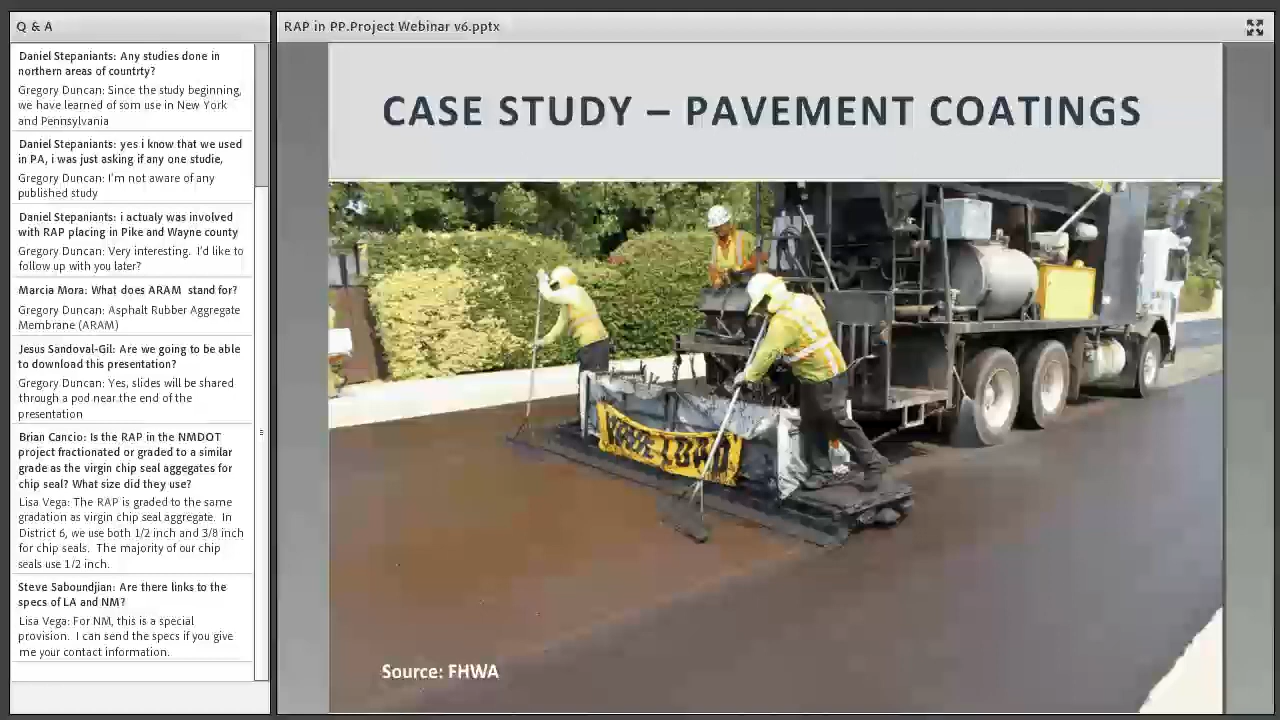 Q & A
Daniel Stepaniants: Any studies done in
northern areas of countrty?
Gregory Duncan: Since the study beginning,
we have learned of som use in New York
and Pennsylvania
Daniel Stepaniants: yes i know that we used
in PA, i was just asking if any one studie,
Gregory Duncan: I'm not aware of any
published study
Daniel Stepaniants: i actualy was involved
with RAP placing in Pike and Wayne county
Gregory Duncan: Very interesting. I'd like to
follow up with you later?
Marcia Mora: What does ARAM stand for?
Gregory Duncan: Asphalt Rubber Aggregate
Membrane (ARAM)
Jesus Sandoval-Gil: Are we going to be able
to download this presentation?
Gregory Duncan: Yes, slides will be shared
through a pod near the end of the
presentation
Brian Cancio: Is the RAP in the NMDOT
project fractionated or graded to a similar
grade as the virgin chip seal aggegates for
chip seal? What size did they use?
Lisa Vega: The RAP is graded to the same
gradation as virgin chip seal aggregate. In
District 6, we use both 1/2 inch and 3/8 inch
for chip seals. The majority of our chip
seals use 1/2 inch.
Steve Saboundjian: Are there links to the
specs of LA and NM?
Lisa Vega: For NM, this is a special
provision. I can send the specs if you give
me your contact information.
RAP in PP.Project Webinar v6.pptx
CASE STUDY – PAVEMENT COATINGS
WIDE LOAD
Source: FHWA